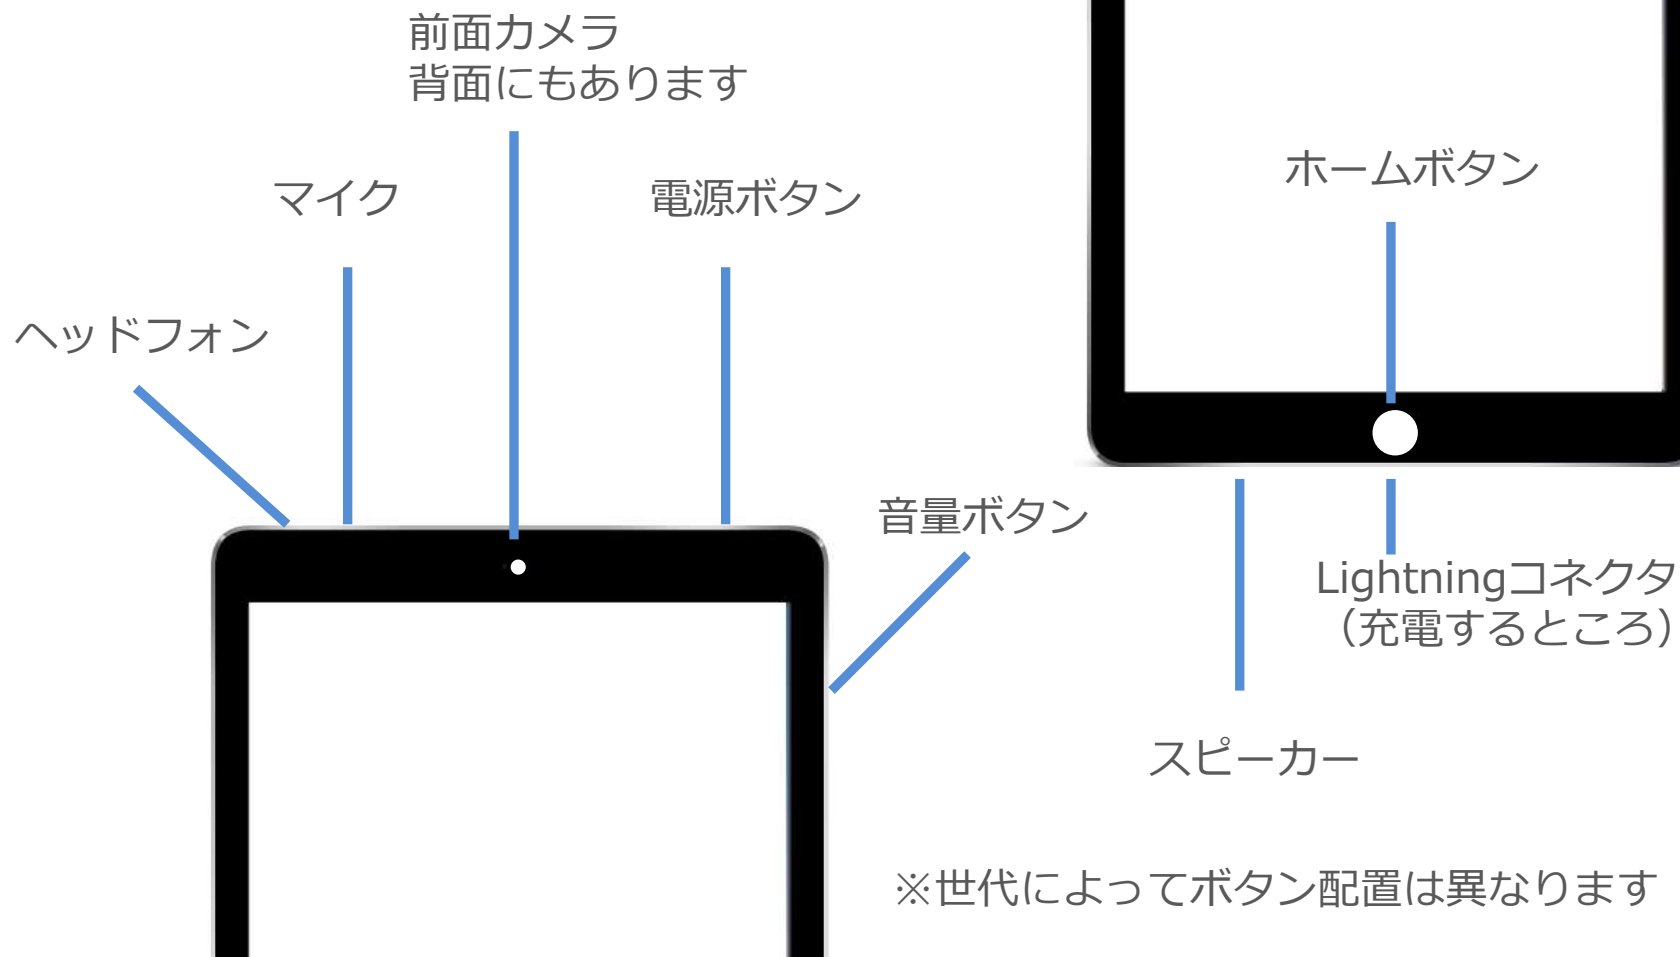 前面カメラ
背面にもあります
マイク
電源ボタン
ヘッドフォン
音量ボタン
ホームボタン
Lightningコネクタ
（充電するところ）
スピーカー
※世代によってボタン配置は異なります